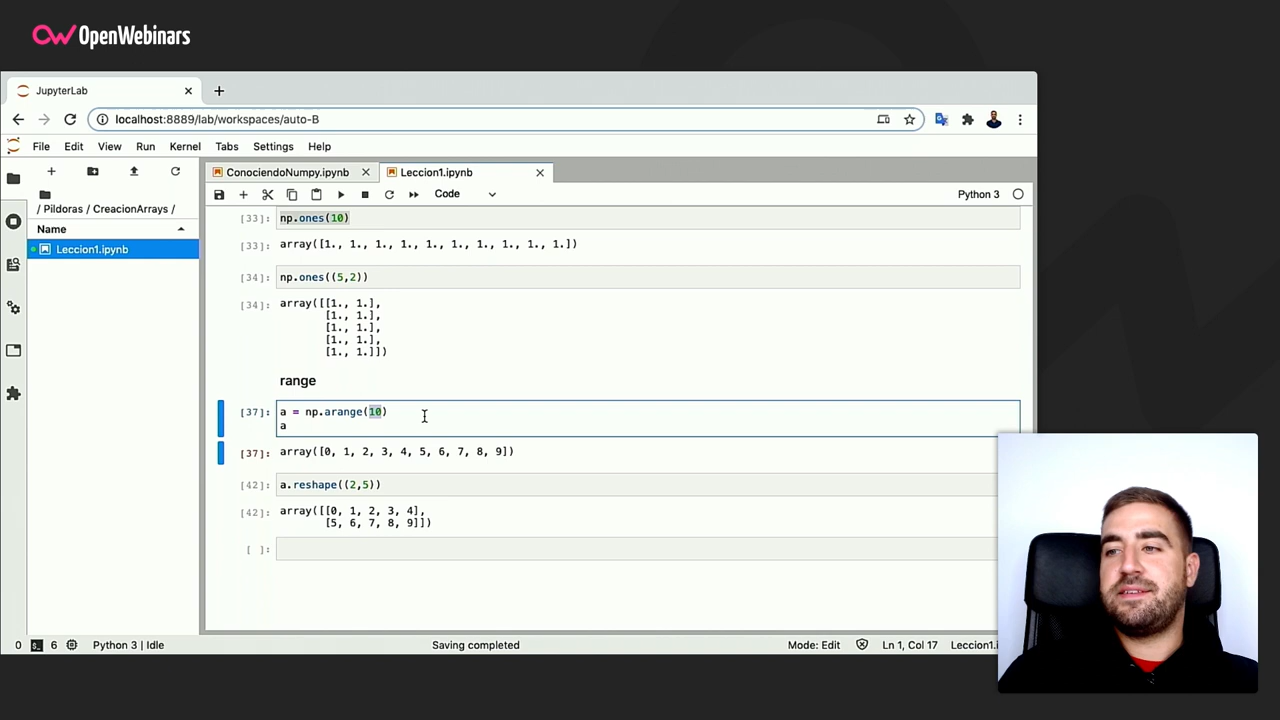 OpenWebinars
JupyterLab
localhost:8889/lab/workspaces/auto-B
File Edit View Run Kernel Tabs Settings Help
ConociendoNumpy.ipynb
Leccion1.ipynb
Code
Python 3
/ Pildoras / CreacionArrays /
Name
Leccion1.ipynb
[33]: np.ones(10)
[33]: array([1., 1., 1., 1., 1., 1., 1., 1., 1., 1.])
[34]: np.ones((5,2))
[34]: array([[1., 1.],
[1., 1.],
[1., 1.],
[1., 1.],
[1., 1.]])
range
[37]: a = np.arange(10)
a
[37]: array([0, 1, 2, 3, 4, 5, 6, 7, 8, 9])
[42]: a.reshape((2,5))
[42]: array([[0, 1, 2, 3, 4],
[5, 6, 7, 8, 9]])
[ ]:
0 6 Python 3 | Idle Saving completed Mode: Edit Ln 1, Col 17 Leccion1.i